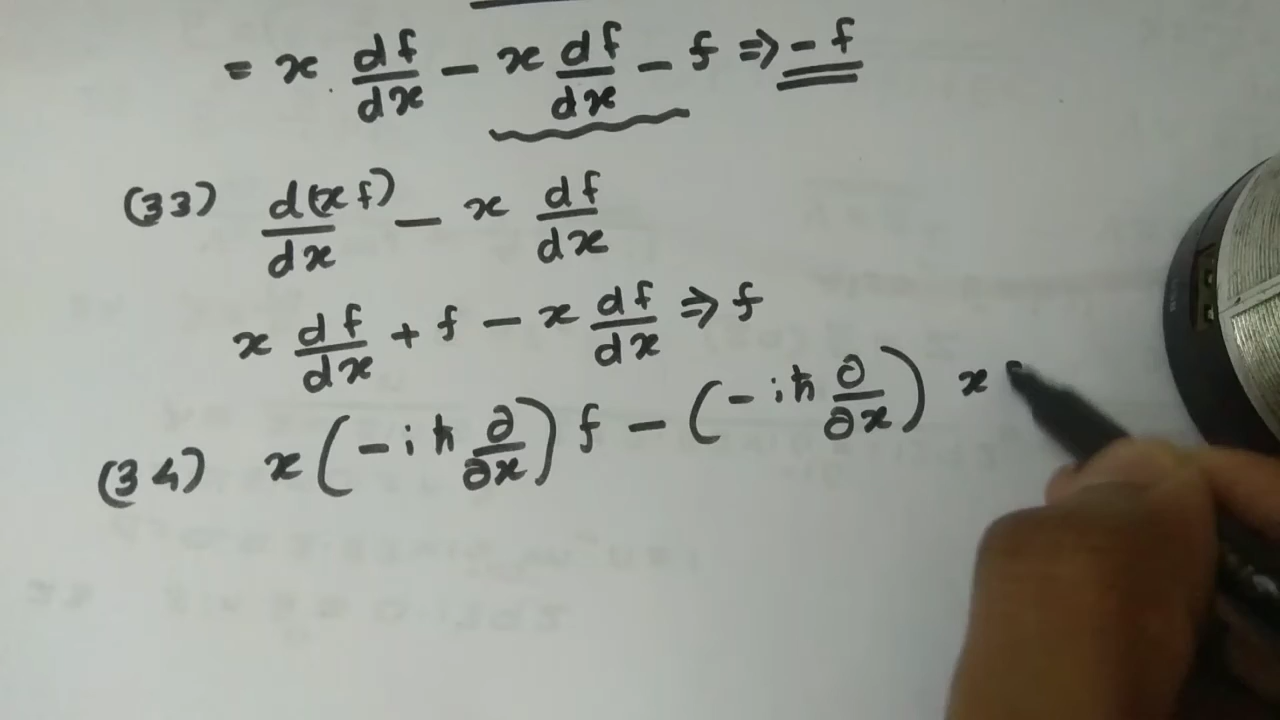 = x df/dx - x df/dx - f ⇒ - f
(33) d(xf)/dx - x df/dx
x df/dx + f - x df/dx ⇒ f
(34) x(-iħ ∂/∂x) f - (-iħ ∂/∂x) x